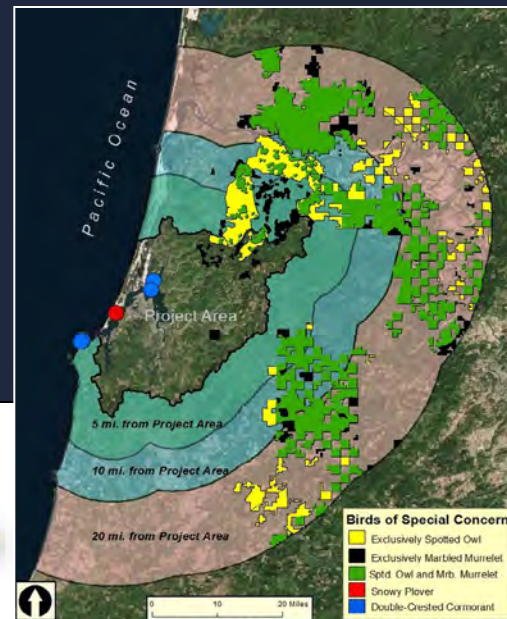 Pacific Ocean
Project Area
5 mi. from Project Area
10 mi. from Project Area
20 mi. from Project Area
Birds of Special Concern
Exclusively Spotted Owl
Exclusively Marbled Murrelet
Sptd. Owl and Mrb. Murrelet
Snowy Plover
Double-Crested Cormorant
0 10 20 Miles